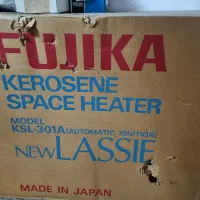 FUJIKA
KEROSENE
SPACE HEATER
MODEL
KSL-301A (AUTOMATIC IGNITION)
NEW LASSIE
MADE IN JAPAN